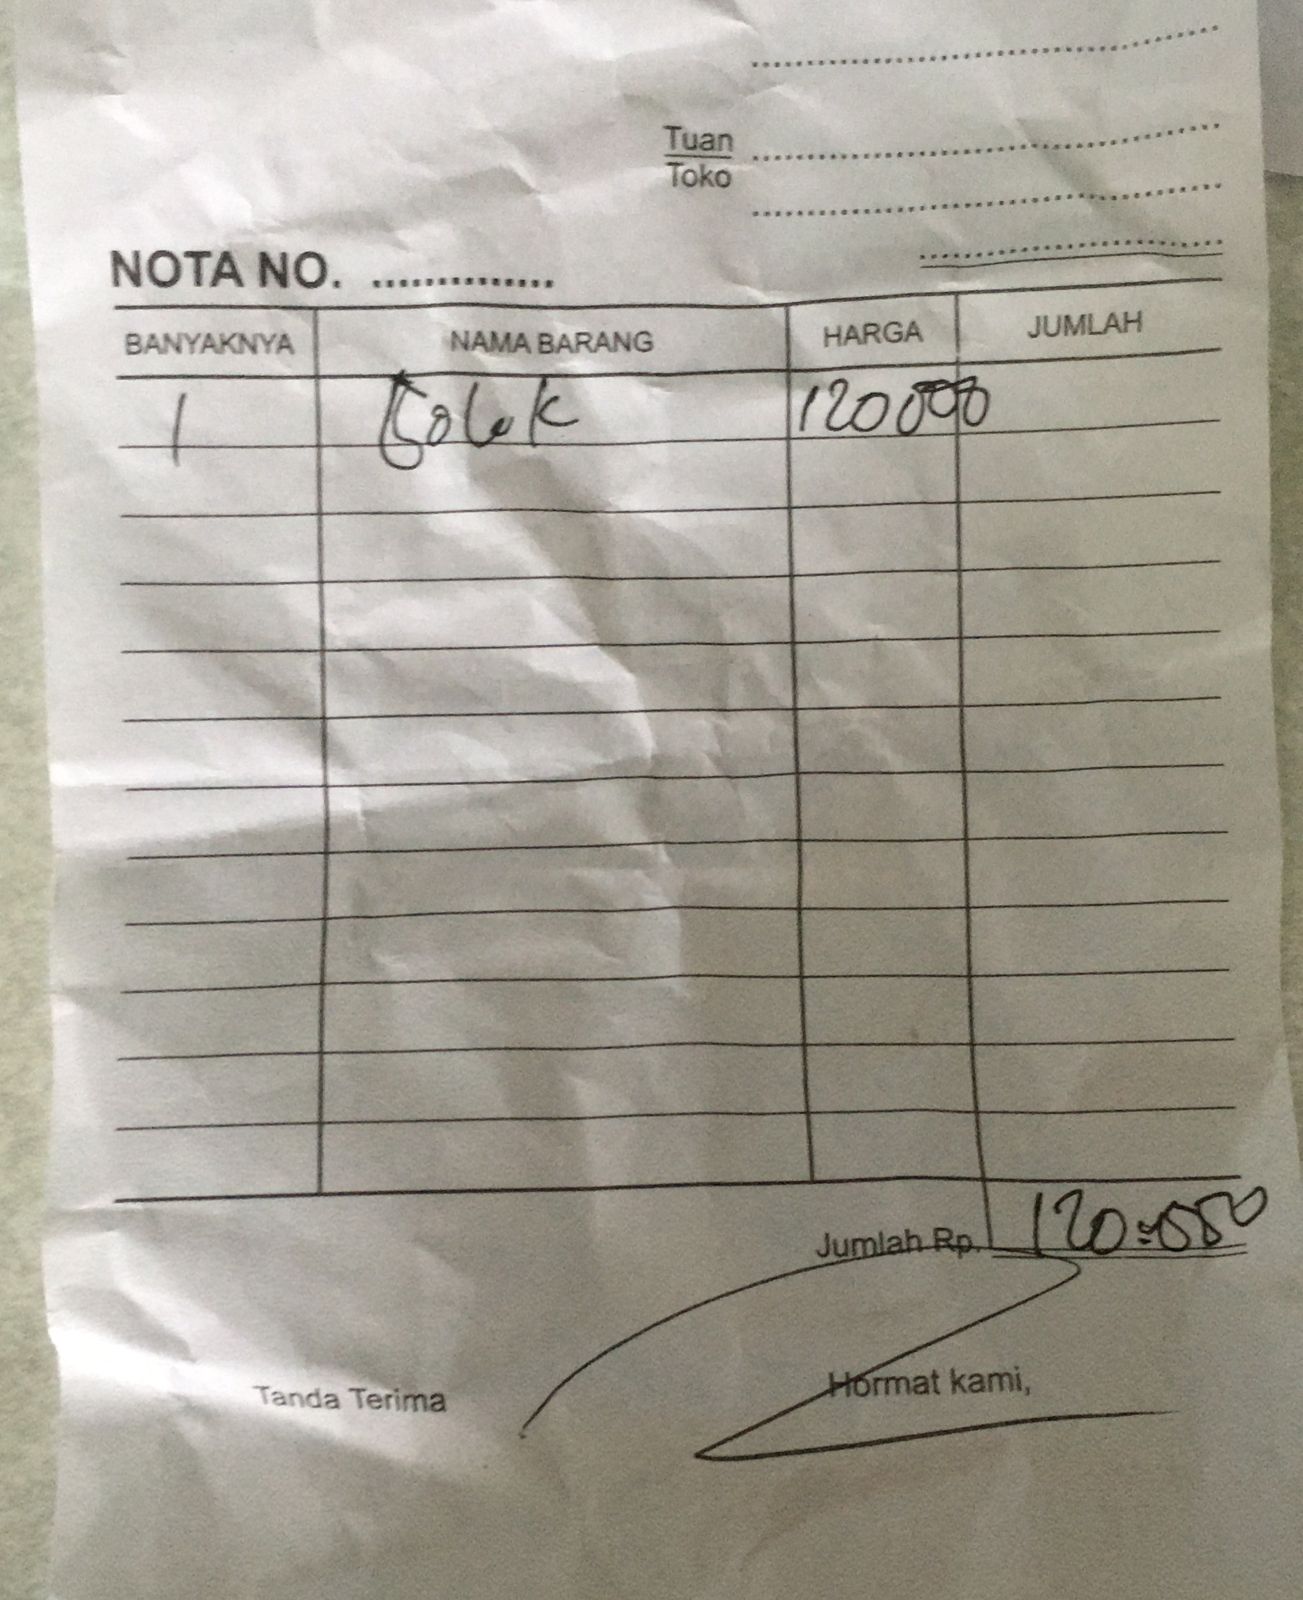 Tuan
Toko
NOTA NO. ..............
BANYAKNYA NAMA BARANG HARGA JUMLAH
1 120000
Jumlah Rp. 120.000
Tanda Terima Hormat kami,